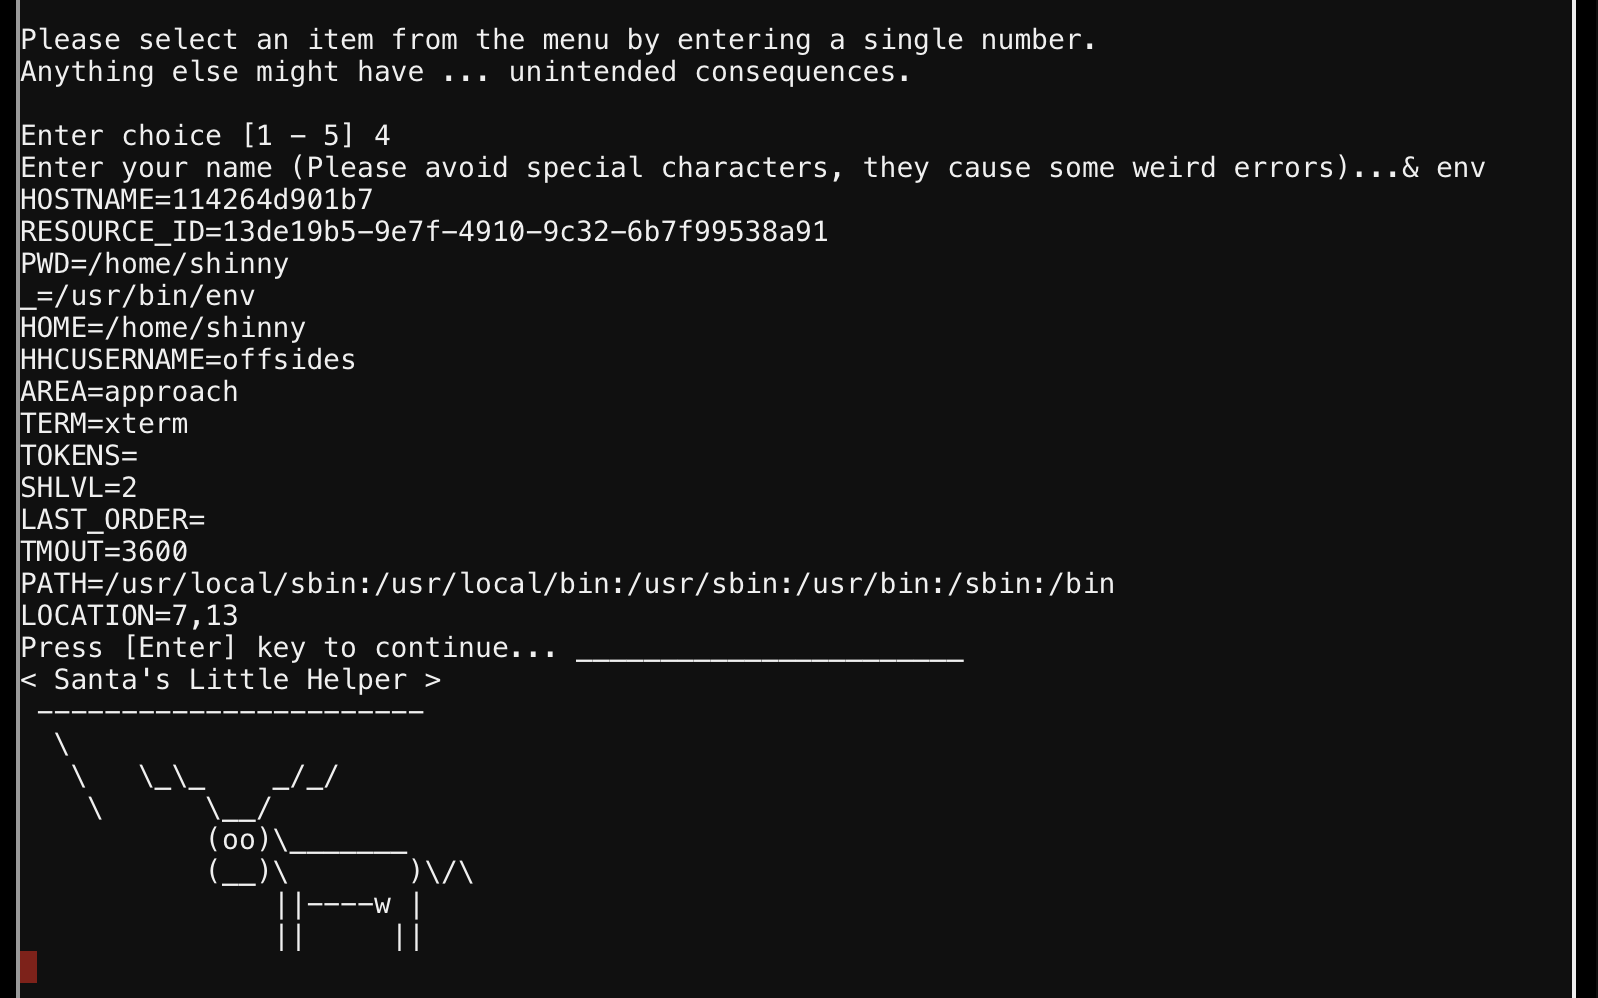 Please select an item from the menu by entering a single number.
Anything else might have ... unintended consequences.

Enter choice [1 - 5] 4
Enter your name (Please avoid special characters, they cause some weird errors)...& env
HOSTNAME=114264d901b7
RESOURCE_ID=13de19b5-9e7f-4910-9c32-6b7f99538a91
PWD=/home/shinny
_=/usr/bin/env
HOME=/home/shinny
HHCUSERNAME=offsides
AREA=approach
TERM=xterm
TOKENS=
SHLVL=2
LAST_ORDER=
TMOUT=3600
PATH=/usr/local/sbin:/usr/local/bin:/usr/sbin:/usr/bin:/sbin:/bin
LOCATION=7,13
Press [Enter] key to continue... _______________________
< Santa's Little Helper >
 -----------------------
  \
   \   \_\_    _/_/
    \      \__/
           (oo)\_______
           (__)\       )\/\
               ||----w |
               ||     ||